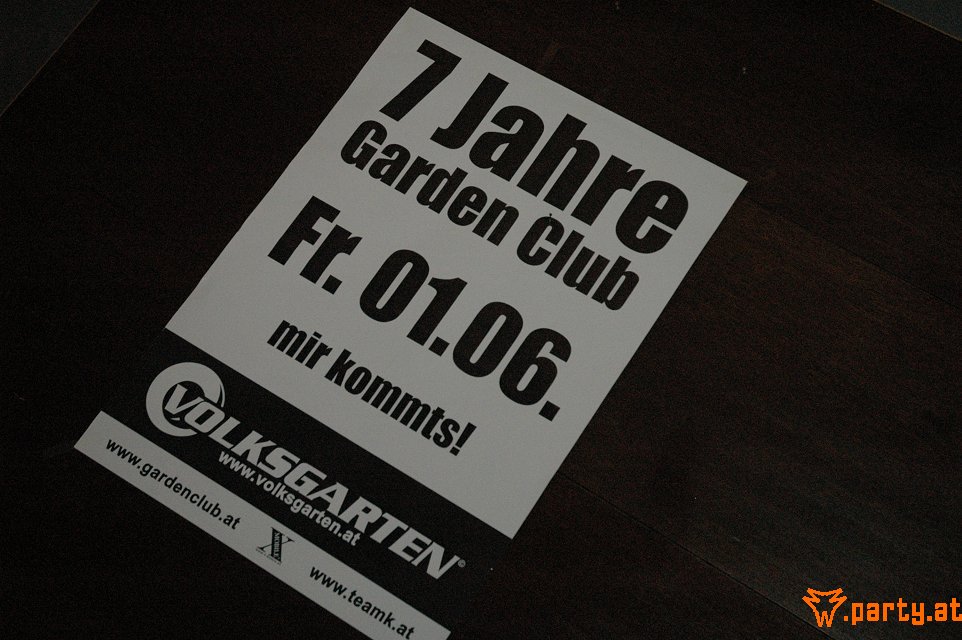 7 Jahre
Garden Club
Fr. 01.06.
mir kommts!
VOLKSGARTEN®
www.volksgarten.at
www.gardenclub.at
X
www.teamk.at
party.at